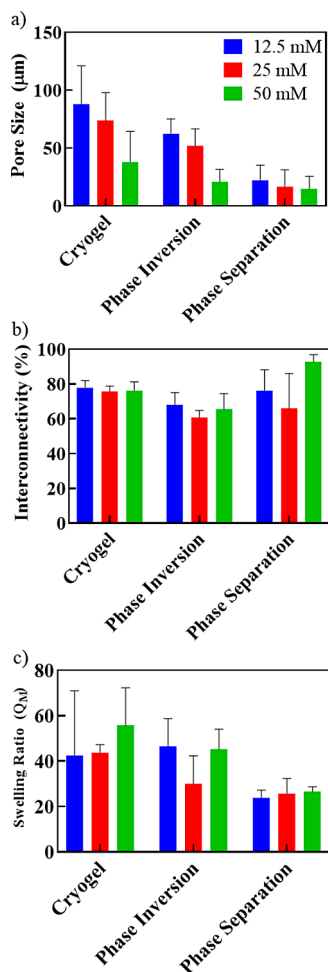 a)
150
100
50
0
Pore Size (μm)
12.5 mM
25 mM
50 mM
Cryogel
Phase Inversion
Phase Separation
b)
100
80
60
40
20
0
Interconnectivity (%)
Cryogel
Phase Inversion
Phase Separation
c)
80
60
40
20
0
Swelling Ratio (QM)
Cryogel
Phase Inversion
Phase Separation